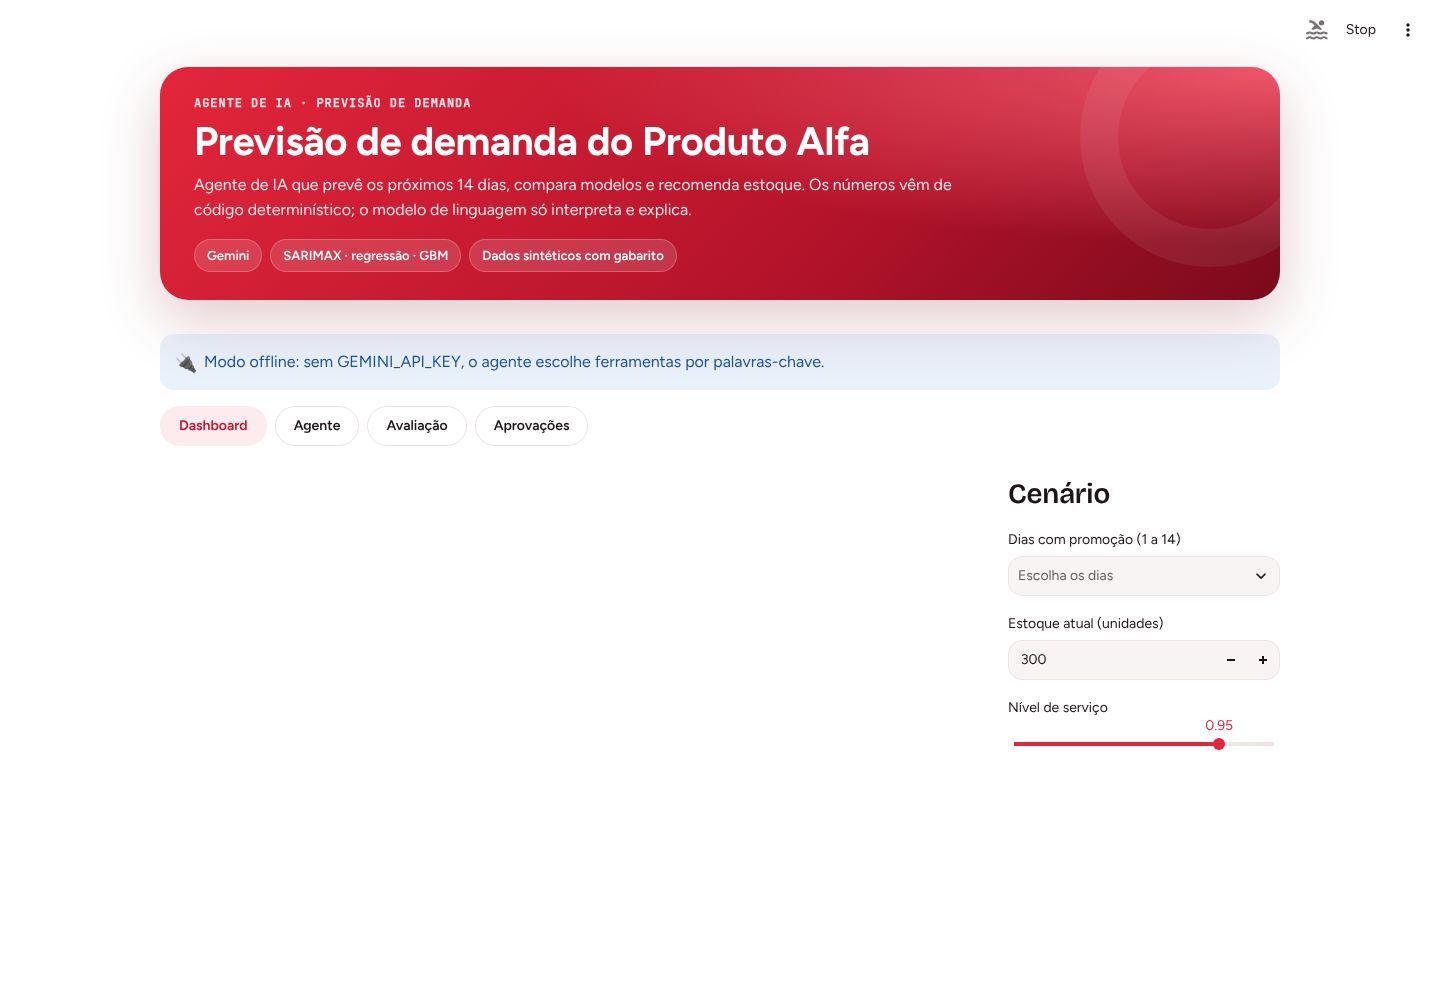 Stop
AGENTE DE IA · PREVISÃO DE DEMANDA
Previsão de demanda do Produto Alfa
Agente de IA que prevê os próximos 14 dias, compara modelos e recomenda estoque. Os números vêm de
código determinístico; o modelo de linguagem só interpreta e explica.
Gemini
SARIMAX · regressão · GBM
Dados sintéticos com gabarito
Modo offline: sem GEMINI_API_KEY, o agente escolhe ferramentas por palavras-chave.
Dashboard
Agente
Avaliação
Aprovações
Cenário
Dias com promoção (1 a 14)
Escolha os dias
Estoque atual (unidades)
300
Nível de serviço
0.95